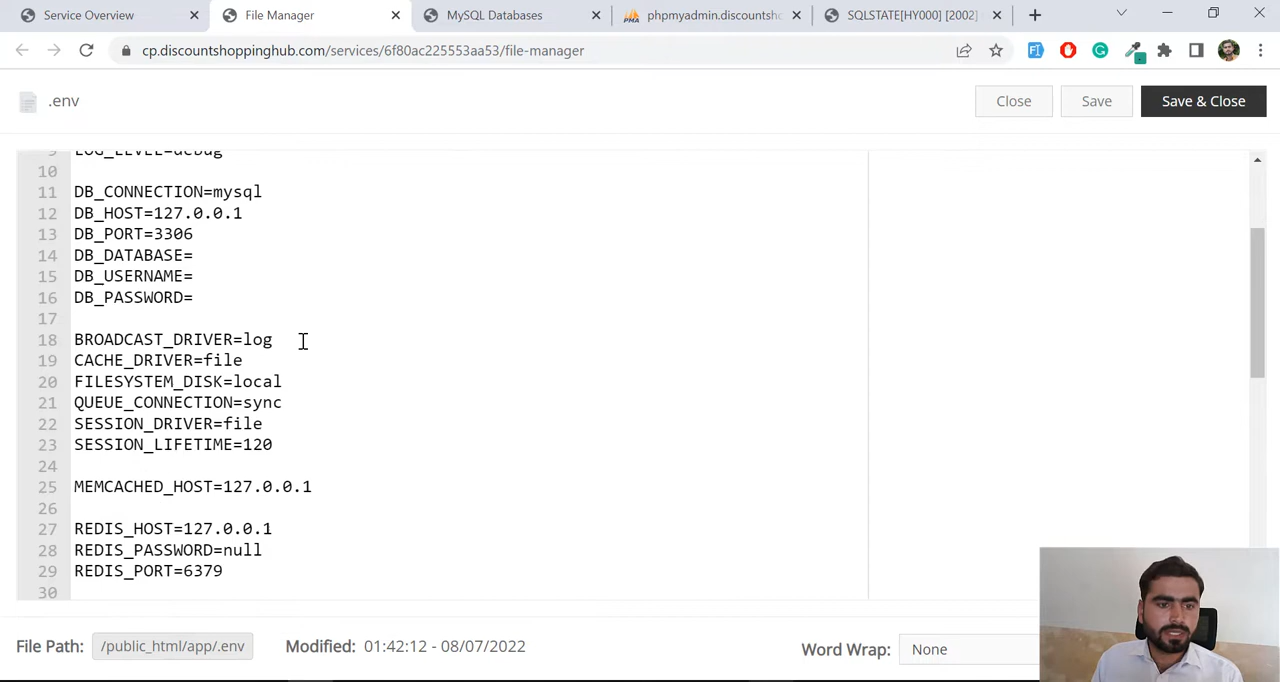 Service Overview
File Manager
MySQL Databases
phpmyadmin.discountsh
SQLSTATE[HY000] [2002]
cp.discountshoppinghub.com/services/6f80ac225553aa53/file-manager
.env
Close
Save
Save & Close
9 LOG_LEVEL=debug
10
11 DB_CONNECTION=mysql
12 DB_HOST=127.0.0.1
13 DB_PORT=3306
14 DB_DATABASE=
15 DB_USERNAME=
16 DB_PASSWORD=
17
18 BROADCAST_DRIVER=log
19 CACHE_DRIVER=file
20 FILESYSTEM_DISK=local
21 QUEUE_CONNECTION=sync
22 SESSION_DRIVER=file
23 SESSION_LIFETIME=120
24
25 MEMCACHED_HOST=127.0.0.1
26
27 REDIS_HOST=127.0.0.1
28 REDIS_PASSWORD=null
29 REDIS_PORT=6379
30
File Path: /public_html/app/.env Modified: 01:42:12 - 08/07/2022 Word Wrap: None